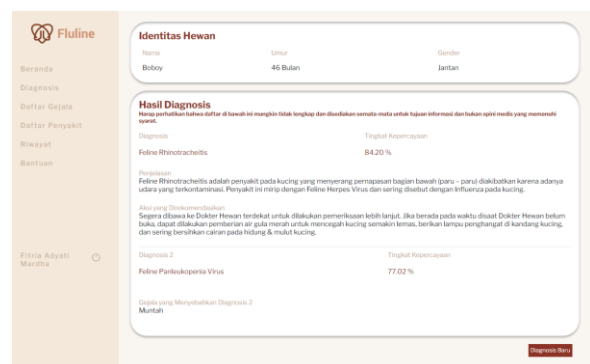 Fluline
Beranda
Diagnosis
Daftar Gejala
Daftar Penyakit
Riwayat
Bantuan
Fitria Adyati
Mardha
Identitas Hewan
Nama Umur Gender
Boboy 46 Bulan Jantan
Hasil Diagnosis
Harap perhatikan bahwa daftar di bawah ini mungkin tidak lengkap dan disediakan semata-mata untuk tujuan informasi dan bukan opini medis yang memenuhi
syarat.
Diagnosis Tingkat Kepercayaan
Feline Rhinotracheitis 84.20 %
Penjelasan
Feline Rhinotracheitis adalah penyakit pada kucing yang menyerang pernapasan bagian bawah (paru – paru) diakibatkan karena adanya
udara yang terkontaminasi. Penyakit ini mirip dengan Feline Herpes Virus dan sering disebut dengan Influenza pada kucing.
Aksi yang Direkomendasikan
Segera dibawa ke Dokter Hewan terdekat untuk dilakukan pemeriksaan lebih lanjut. Jika berada pada waktu disaat Dokter Hewan belum
buka, dapat dilakukan pemberian air gula merah untuk mencegah kucing semakin lemas, berikan lampu penghangat di kandang kucing,
dan sering bersihkan cairan pada hidung & mulut kucing.
Diagnosis 2 Tingkat Kepercayaan
Feline Panleukopenia Virus 77.02 %
Gejala yang Menyebabkan Diagnosis 2
Muntah
Diagnosis Baru